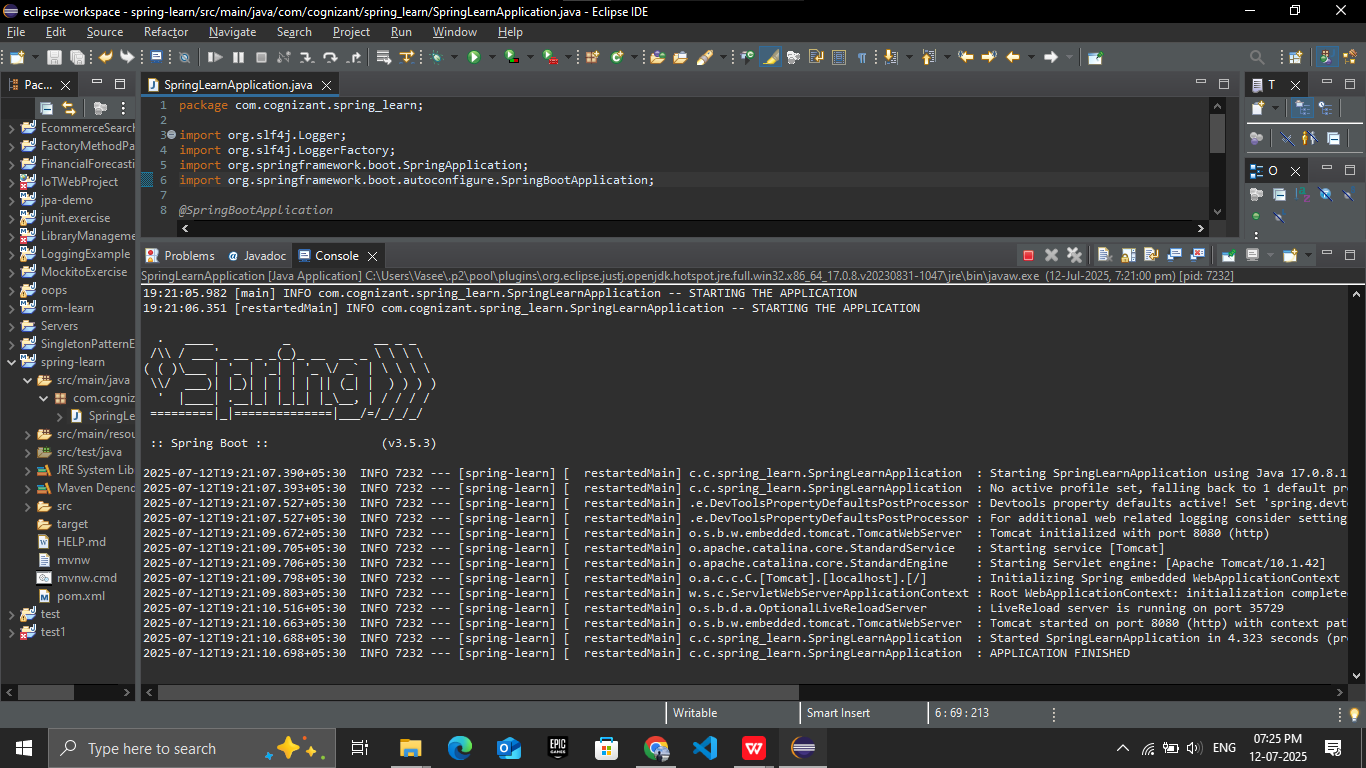 eclipse-workspace - spring-learn/src/main/java/com/cognizant/spring_learn/SpringLearnApplication.java - Eclipse IDE
File Edit Source Refactor Navigate Search Project Run Window Help
Pac...
EcommerceSearch
FactoryMethodPa
FinancialForecasti
IoTWebProject
jpa-demo
junit.exercise
LibraryManageme
LoggingExample
MockitoExercise
oops
orm-learn
Servers
SingletonPatternE
spring-learn
src/main/java
com.cogniz
SpringLe
src/main/resou
src/test/java
JRE System Lib
Maven Depend
src
target
HELP.md
mvnw
mvnw.cmd
pom.xml
test
test1
SpringLearnApplication.java
1 package com.cognizant.spring_learn;
2
3 import org.slf4j.Logger;
4 import org.slf4j.LoggerFactory;
5 import org.springframework.boot.SpringApplication;
6 import org.springframework.boot.autoconfigure.SpringBootApplication;
7
8 @SpringBootApplication
T
O
Problems Javadoc Console
SpringLearnApplication [Java Application] C:\Users\Vasee\.p2\pool\plugins\org.eclipse.justj.openjdk.hotspot.jre.full.win32.x86_64_17.0.8.v20230831-1047\jre\bin\javaw.exe (12-Jul-2025, 7:21:00 pm) [pid: 7232]
19:21:05.982 [main] INFO com.cognizant.spring_learn.SpringLearnApplication -- STARTING THE APPLICATION
19:21:06.351 [restartedMain] INFO com.cognizant.spring_learn.SpringLearnApplication -- STARTING THE APPLICATION
Spring
:: Spring Boot :: (v3.5.3)
2025-07-12T19:21:07.390+05:30 INFO 7232 --- [spring-learn] [ restartedMain] c.c.spring_learn.SpringLearnApplication : Starting SpringLearnApplication using Java 17.0.8.1
2025-07-12T19:21:07.393+05:30 INFO 7232 --- [spring-learn] [ restartedMain] c.c.spring_learn.SpringLearnApplication : No active profile set, falling back to 1 default pr
2025-07-12T19:21:07.527+05:30 INFO 7232 --- [spring-learn] [ restartedMain] .e.DevToolsPropertyDefaultsPostProcessor : Devtools property defaults active! Set 'spring.devt
2025-07-12T19:21:07.527+05:30 INFO 7232 --- [spring-learn] [ restartedMain] .e.DevToolsPropertyDefaultsPostProcessor : For additional web related logging consider setting
2025-07-12T19:21:09.672+05:30 INFO 7232 --- [spring-learn] [ restartedMain] o.s.b.w.embedded.tomcat.TomcatWebServer : Tomcat initialized with port 8080 (http)
2025-07-12T19:21:09.705+05:30 INFO 7232 --- [spring-learn] [ restartedMain] o.apache.catalina.core.StandardService : Starting service [Tomcat]
2025-07-12T19:21:09.706+05:30 INFO 7232 --- [spring-learn] [ restartedMain] o.apache.catalina.core.StandardEngine : Starting Servlet engine: [Apache Tomcat/10.1.42]
2025-07-12T19:21:09.798+05:30 INFO 7232 --- [spring-learn] [ restartedMain] o.a.c.c.C.[Tomcat].[localhost].[/] : Initializing Spring embedded WebApplicationContext
2025-07-12T19:21:09.803+05:30 INFO 7232 --- [spring-learn] [ restartedMain] w.s.c.ServletWebServerApplicationContext : Root WebApplicationContext: initialization complete
2025-07-12T19:21:10.516+05:30 INFO 7232 --- [spring-learn] [ restartedMain] o.s.b.d.a.OptionalLiveReloadServer : LiveReload server is running on port 35729
2025-07-12T19:21:10.663+05:30 INFO 7232 --- [spring-learn] [ restartedMain] o.s.b.w.embedded.tomcat.TomcatWebServer : Tomcat started on port 8080 (http) with context pat
2025-07-12T19:21:10.688+05:30 INFO 7232 --- [spring-learn] [ restartedMain] c.c.spring_learn.SpringLearnApplication : Started SpringLearnApplication in 4.323 seconds (pr
2025-07-12T19:21:10.698+05:30 INFO 7232 --- [spring-learn] [ restartedMain] c.c.spring_learn.SpringLearnApplication : APPLICATION FINISHED
Writable Smart Insert 6 : 69 : 213
Type here to search
EPIC GAMES
ENG
07:25 PM
12-07-2025